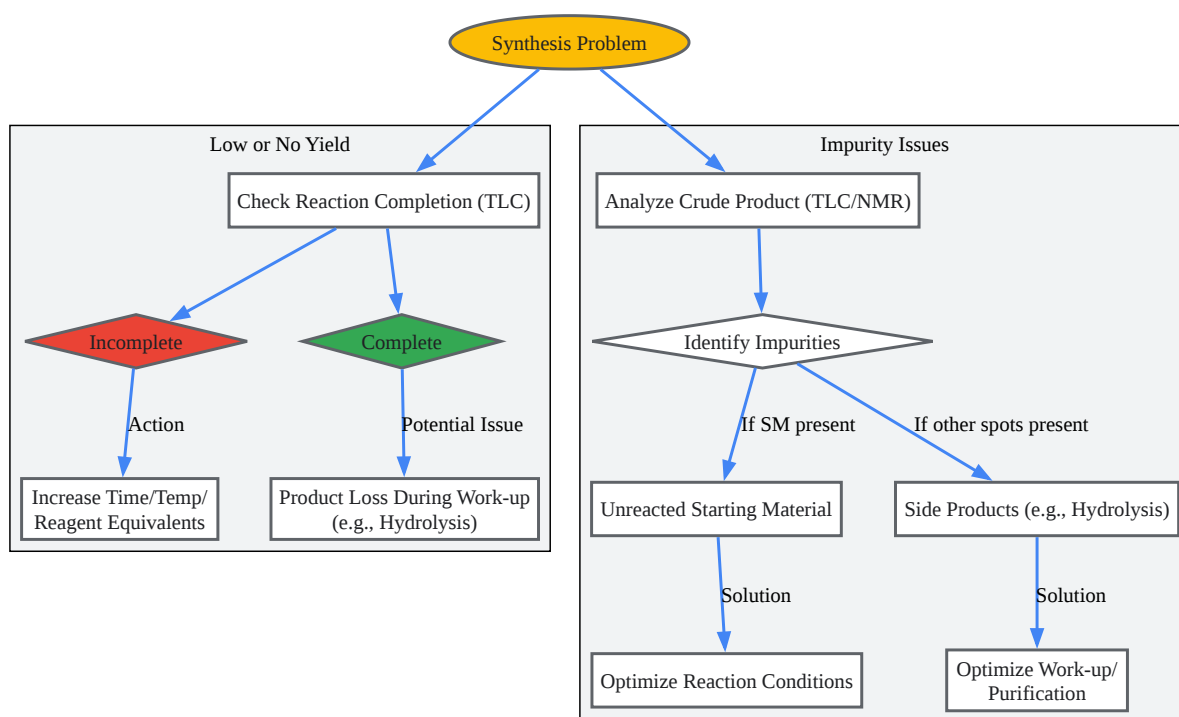 Synthesis Problem
Low or No Yield
Check Reaction Completion (TLC)
Incomplete
Complete
Action
Potential Issue
Increase Time/Temp/
Reagent Equivalents
Product Loss During Work-up
(e.g., Hydrolysis)
Impurity Issues
Analyze Crude Product (TLC/NMR)
Identify Impurities
If SM present
If other spots present
Unreacted Starting Material
Side Products (e.g., Hydrolysis)
Solution
Solution
Optimize Reaction Conditions
Optimize Work-up/
Purification